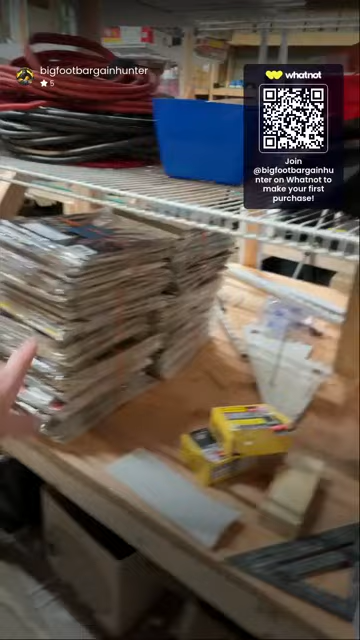 bigfootbargainhunter
★ 5
whatnot
Join
@bigfootbargainhu
nter on Whatnot to
make your first
purchase!